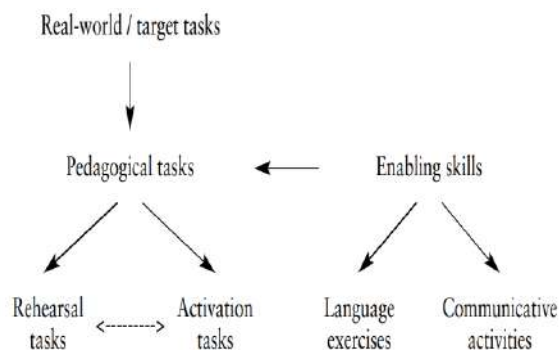 Real-world / target tasks
Pedagogical tasks
Enabling skills
Rehearsal
tasks
Activation
tasks
Language
exercises
Communicative
activities